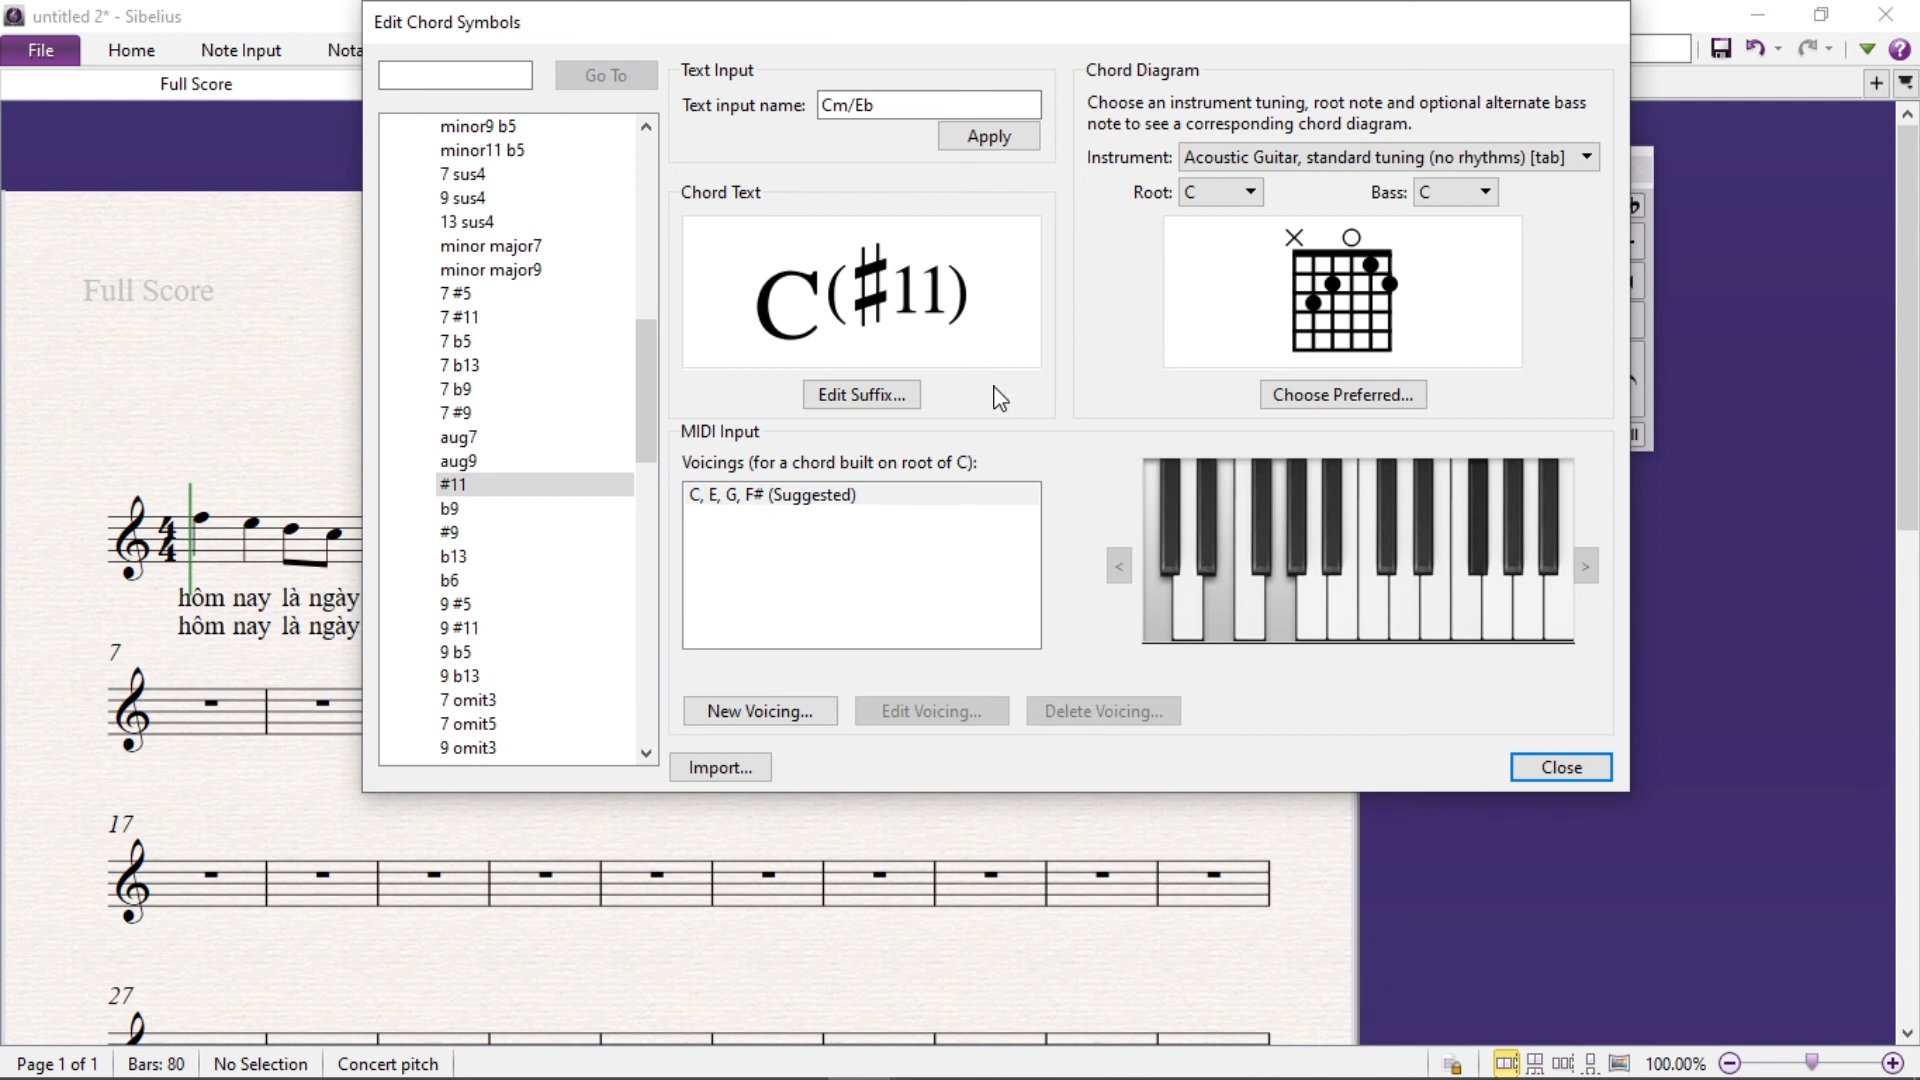 untitled 2* - Sibelius
File Home Note Input
Full Score
Full Score
hôm nay là ngày
hôm nay là ngày
7
17
27
Edit Chord Symbols
Go To
minor9 b5
minor11 b5
7 sus4
9 sus4
13 sus4
minor major7
minor major9
7 #5
7 #11
7 b5
7 b13
7 b9
7 #9
aug7
aug9
#11
b9
#9
b13
b6
9 #5
9 #11
9 b5
9 b13
7 omit3
7 omit5
9 omit3
Text Input
Text input name: Cm/Eb
Apply
Chord Text
C(♯11)
Edit Suffix...
Chord Diagram
Choose an instrument tuning, root note and optional alternate bass
note to see a corresponding chord diagram.
Instrument: Acoustic Guitar, standard tuning (no rhythms) [tab]
Root: C Bass: C
Choose Preferred...
MIDI Input
Voicings (for a chord built on root of C):
C, E, G, F# (Suggested)
< >
New Voicing... Edit Voicing... Delete Voicing...
Import... Close
Page 1 of 1 Bars: 80 No Selection Concert pitch 100.00%